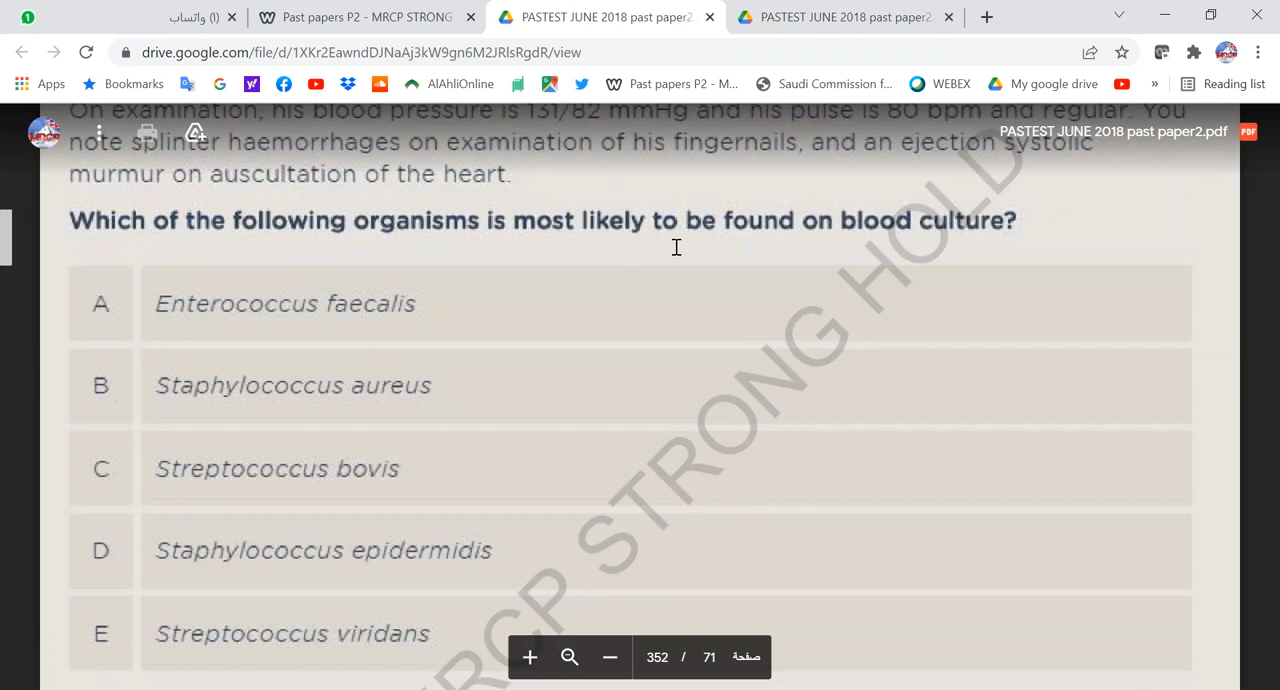 1
(1) واتساب
Past papers P2 - MRCP STRONG
PASTEST JUNE 2018 past paper2.
PASTEST JUNE 2018 past paper2.
drive.google.com/file/d/1XKr2EawndDJNaAj3kW9gn6M2JRIsRgdR/view
Apps
Bookmarks
AlAhliOnline
Past papers P2 - M...
Saudi Commission f...
WEBEX
My google drive
»
Reading list
On examination, his blood pressure is 131/82 mmHg and his pulse is 80 bpm and regular. You
PASTEST JUNE 2018 past paper2.pdf
PDF
note splinter haemorrhages on examination of his fingernails, and an ejection systolic
murmur on auscultation of the heart.
Which of the following organisms is most likely to be found on blood culture?
A Enterococcus faecalis
B Staphylococcus aureus
C Streptococcus bovis
D Staphylococcus epidermidis
E Streptococcus viridans
MRCP STRONG HOLD
352 / 71 صفحة